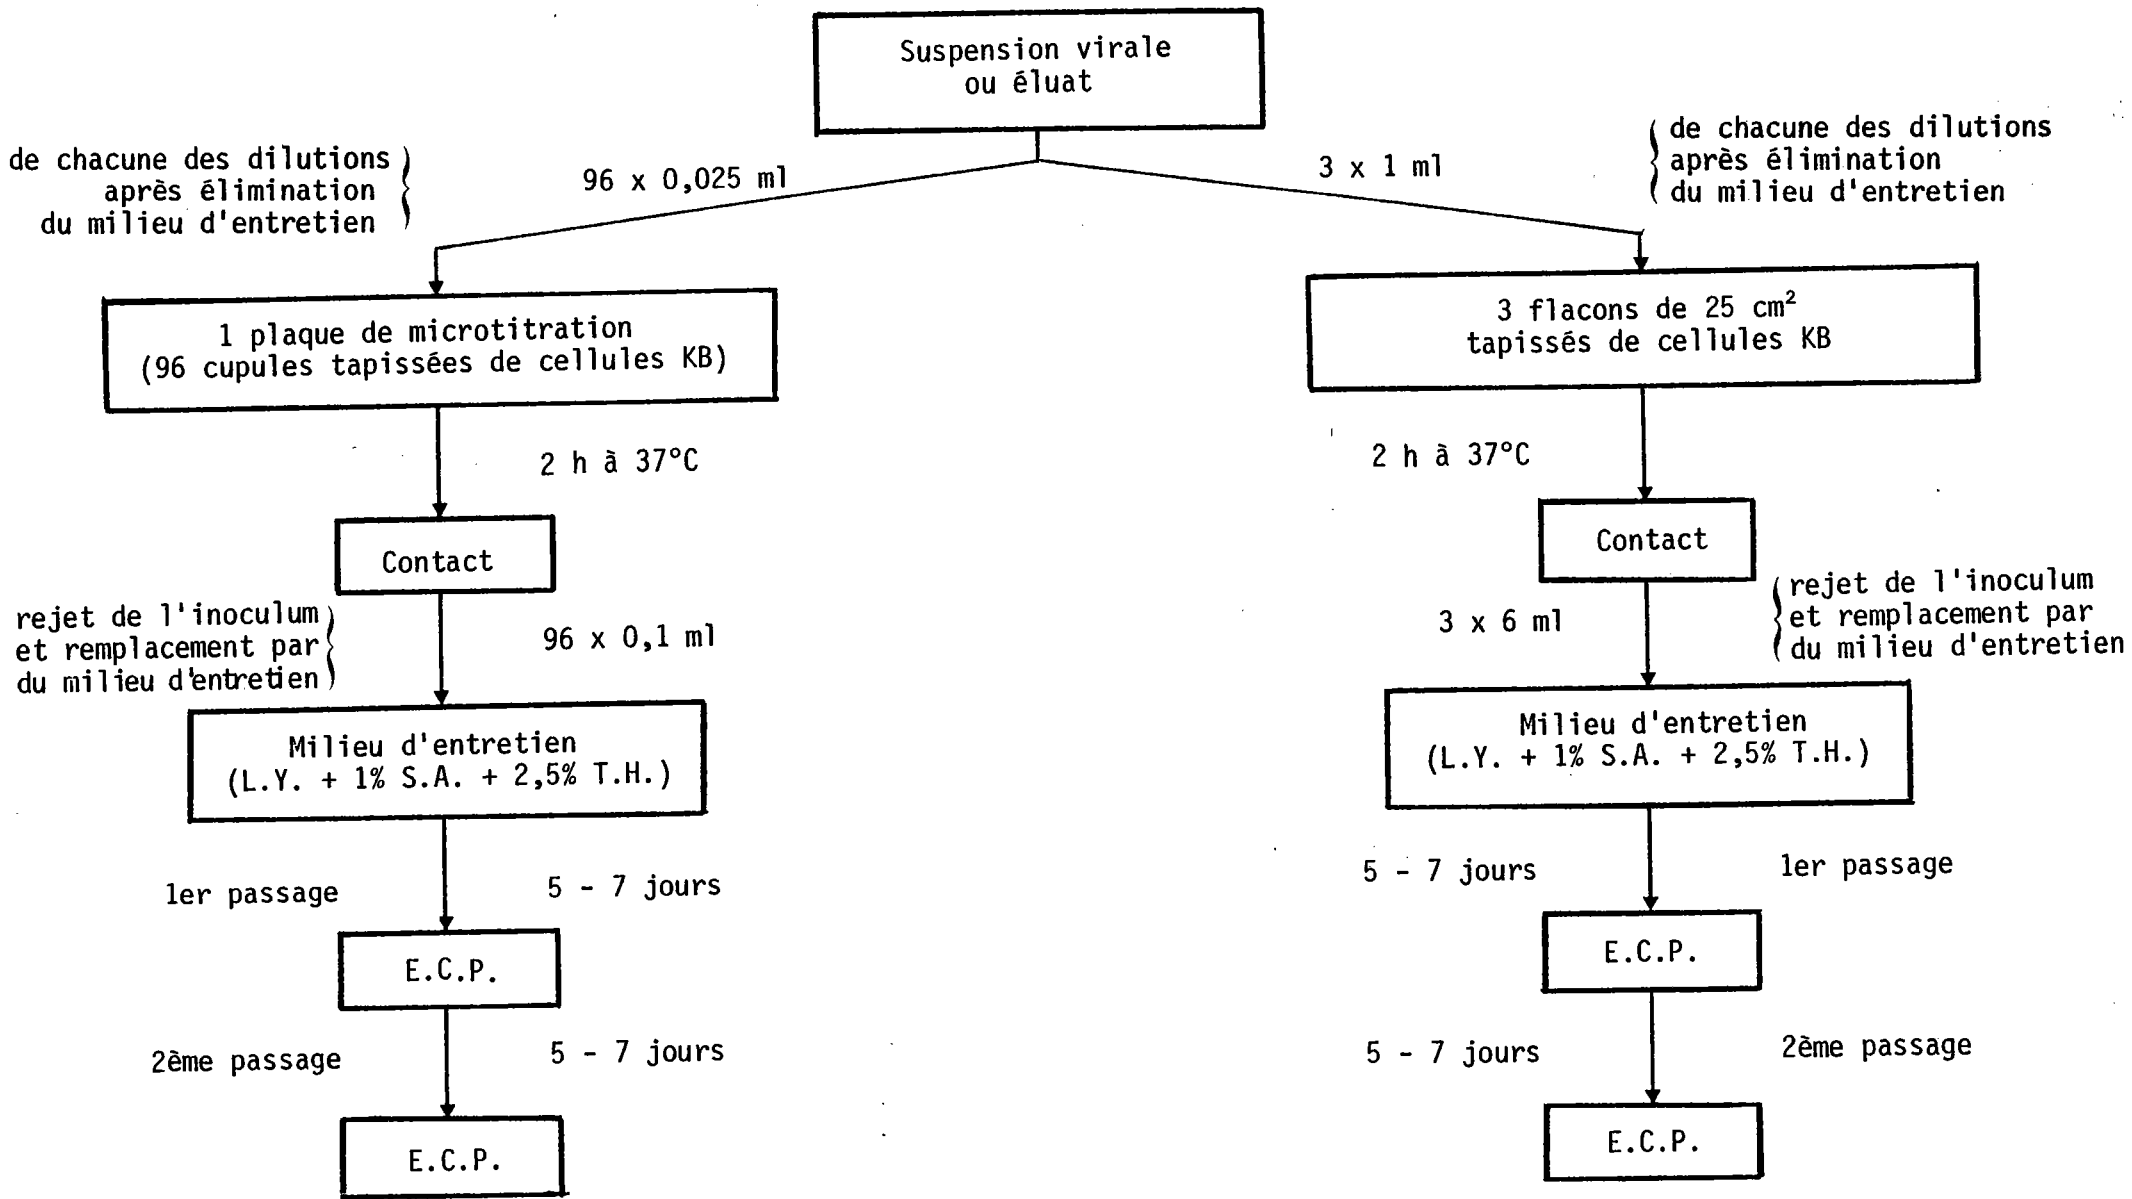 Suspension virale
ou éluat
de chacune des dilutions
après élimination
du milieu d'entretien
96 x 0,025 ml
3 x 1 ml
de chacune des dilutions
après élimination
du milieu d'entretien
1 plaque de microtitration
(96 cupules tapissées de cellules KB)
3 flacons de 25 cm²
tapissés de cellules KB
2 h à 37°C
2 h à 37°C
Contact
Contact
rejet de l'inoculum
et remplacement par
du milieu d'entretien
96 x 0,1 ml
3 x 6 ml
rejet de l'inoculum
et remplacement par
du milieu d'entretien
Milieu d'entretien
(L.Y. + 1% S.A. + 2,5% T.H.)
Milieu d'entretien
(L.Y. + 1% S.A. + 2,5% T.H.)
1er passage
5 - 7 jours
5 - 7 jours
1er passage
E.C.P.
E.C.P.
2ème passage
5 - 7 jours
5 - 7 jours
2ème passage
E.C.P.
E.C.P.